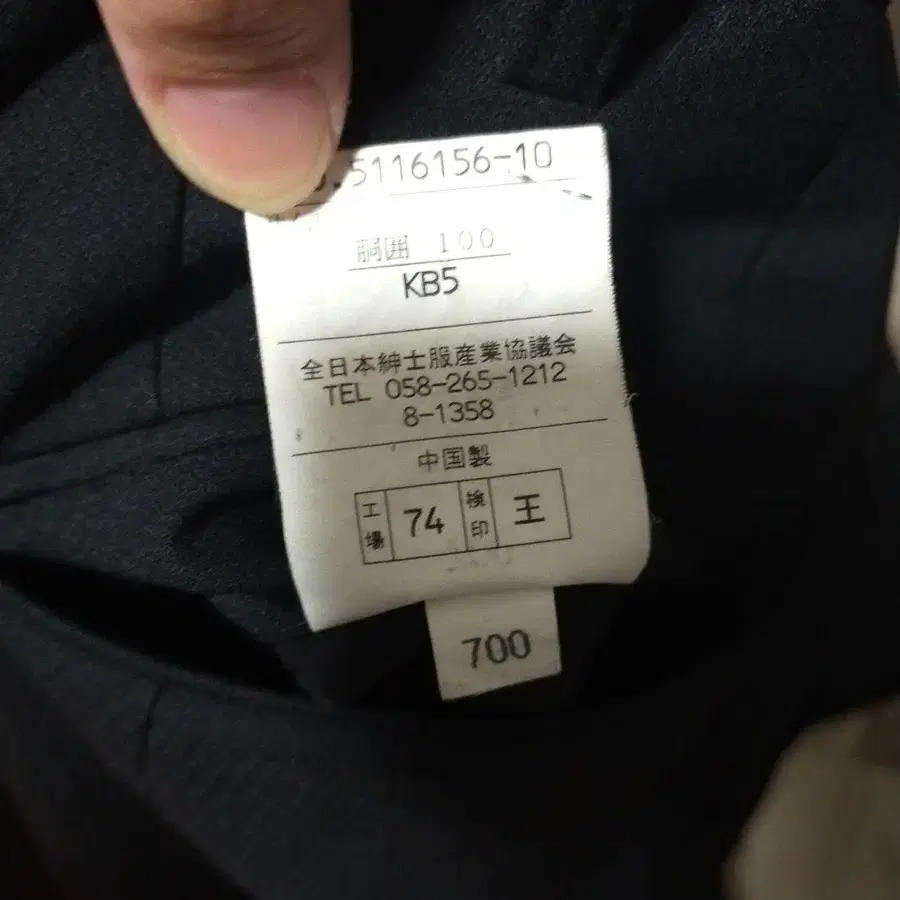 .5116156-10
胴囲 100
KB5
全日本紳士服産業協議会
TEL 058-265-1212
8-1358
中国製
工場 74 検印 王
700